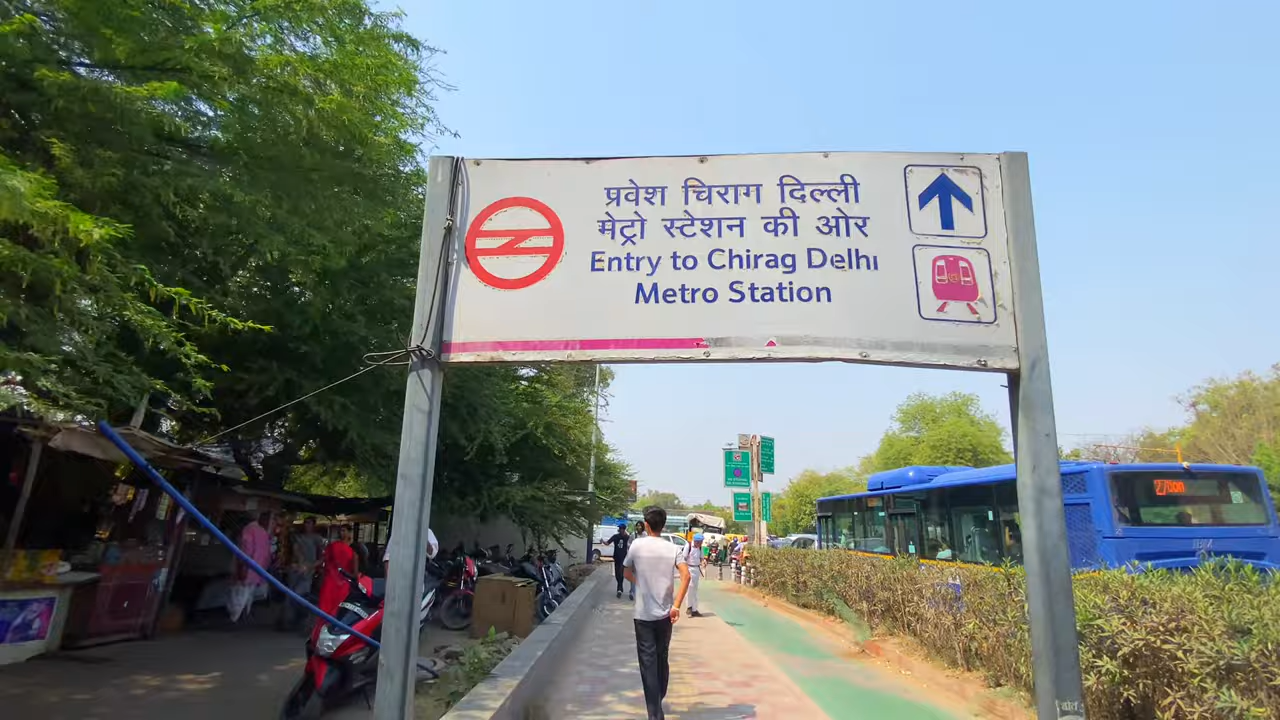 प्रवेश चिराग दिल्ली
मेट्रो स्टेशन की ओर
Entry to Chirag Delhi
Metro Station